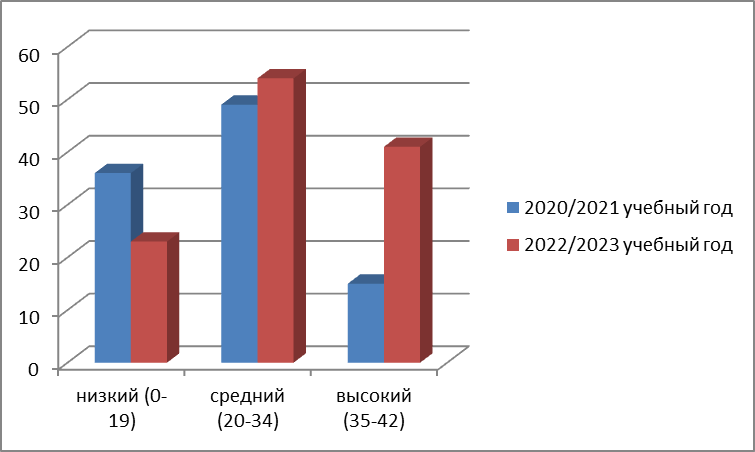 60
50
40
30
20
10
0
низкий (0-
19)
средний
(20-34)
высокий
(35-42)
2020/2021 учебный год
2022/2023 учебный год